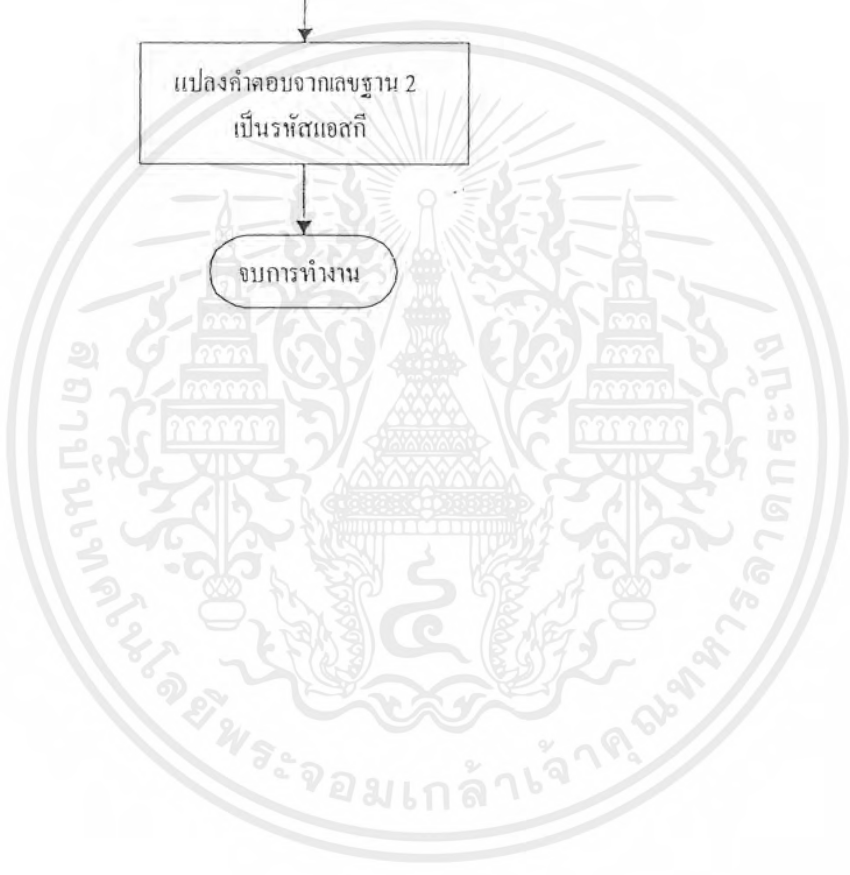 แปลงคำตอบจากเลขฐาน 2
เป็นรหัสแอสกี
จบการทำงาน
สถาบันเทคโนโลยีพระจอมเกล้าเจ้าคุณทหารลาดกระบัง